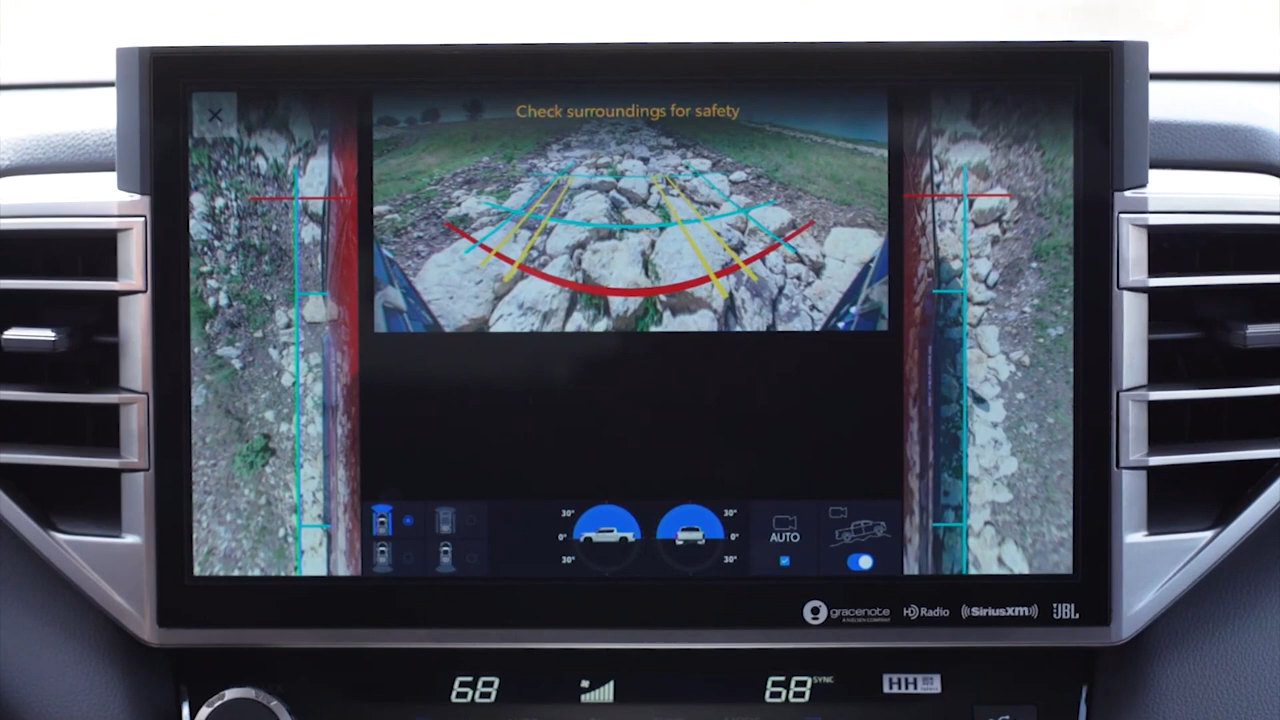 Check surroundings for safety
30°
0°
30°
30°
0°
30°
AUTO
gracenote
A NIELSEN COMPANY
HD Radio
((SiriusXM))
JBL
68
68 SYNC
HH